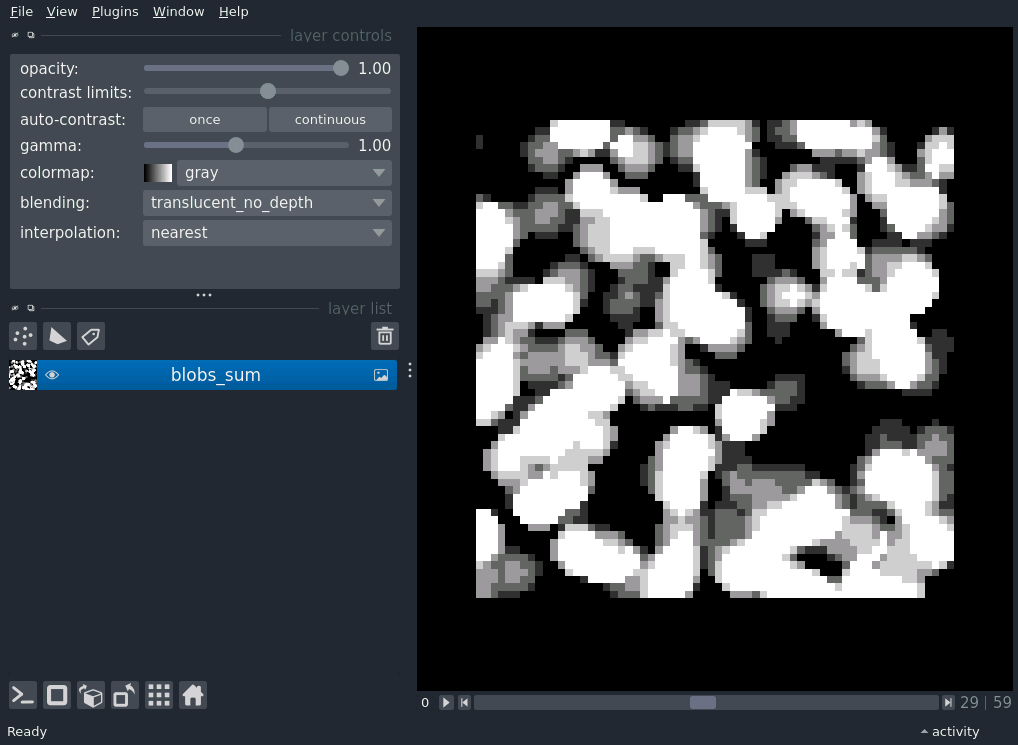 File View Plugins Window Help
layer controls
opacity: 1.00
contrast limits:
auto-contrast: once continuous
gamma: 1.00
colormap: gray
blending: translucent_no_depth
interpolation: nearest
layer list
blobs_sum
0 29 | 59
Ready activity